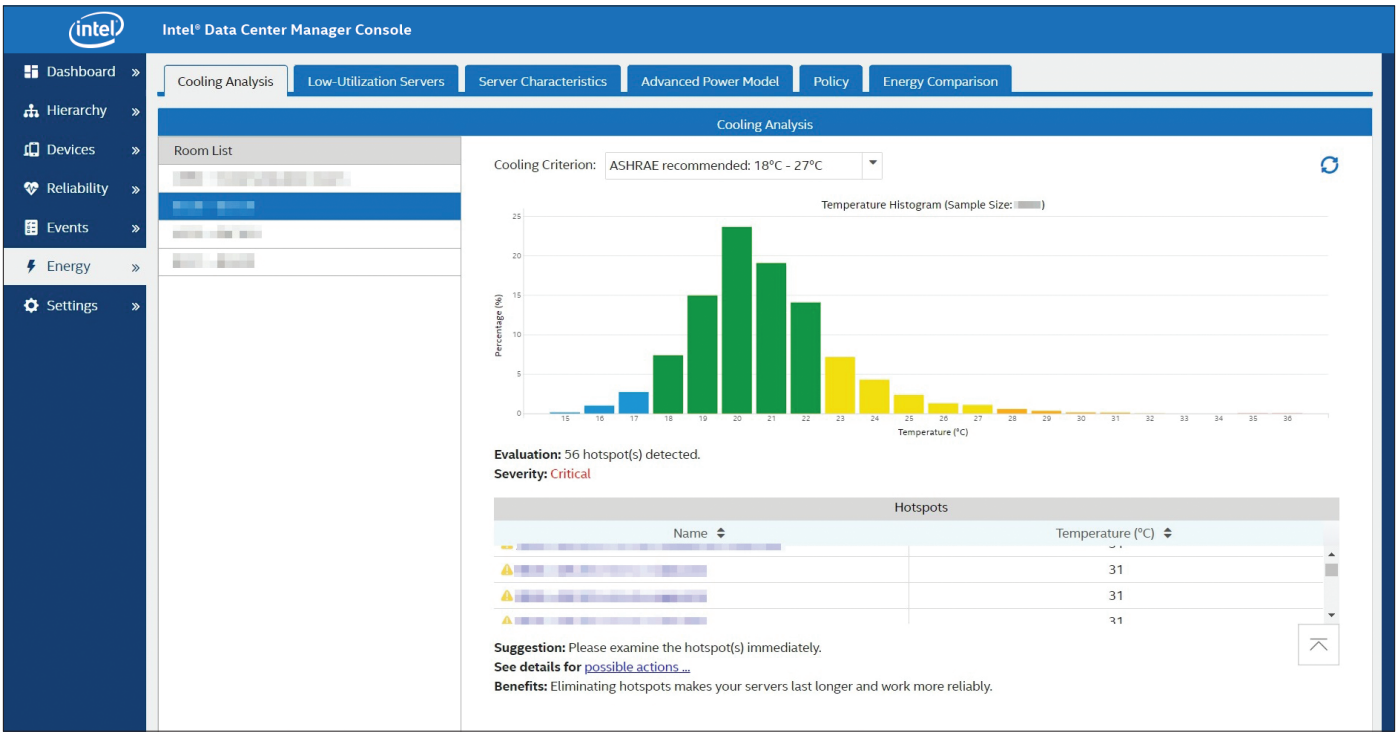 intel
Intel® Data Center Manager Console
Dashboard »
Hierarchy »
Devices »
Reliability »
Events »
Energy »
Settings »
Cooling Analysis Low-Utilization Servers Server Characteristics Advanced Power Model Policy Energy Comparison
Cooling Analysis
Room List
Cooling Criterion: ASHRAE recommended: 18°C - 27°C
Temperature Histogram (Sample Size: )
25
20
15
10
5
0
Percentage (%)
15 16 17 18 19 20 21 22 23 24 25 26 27 28 29 30 31 32 33 34 35 36
Temperature (°C)
Evaluation: 56 hotspot(s) detected.
Severity: Critical
Hotspots
Name Temperature (°C)
31
31
31
Suggestion: Please examine the hotspot(s) immediately.
See details for possible actions ...
Benefits: Eliminating hotspots makes your servers last longer and work more reliably.